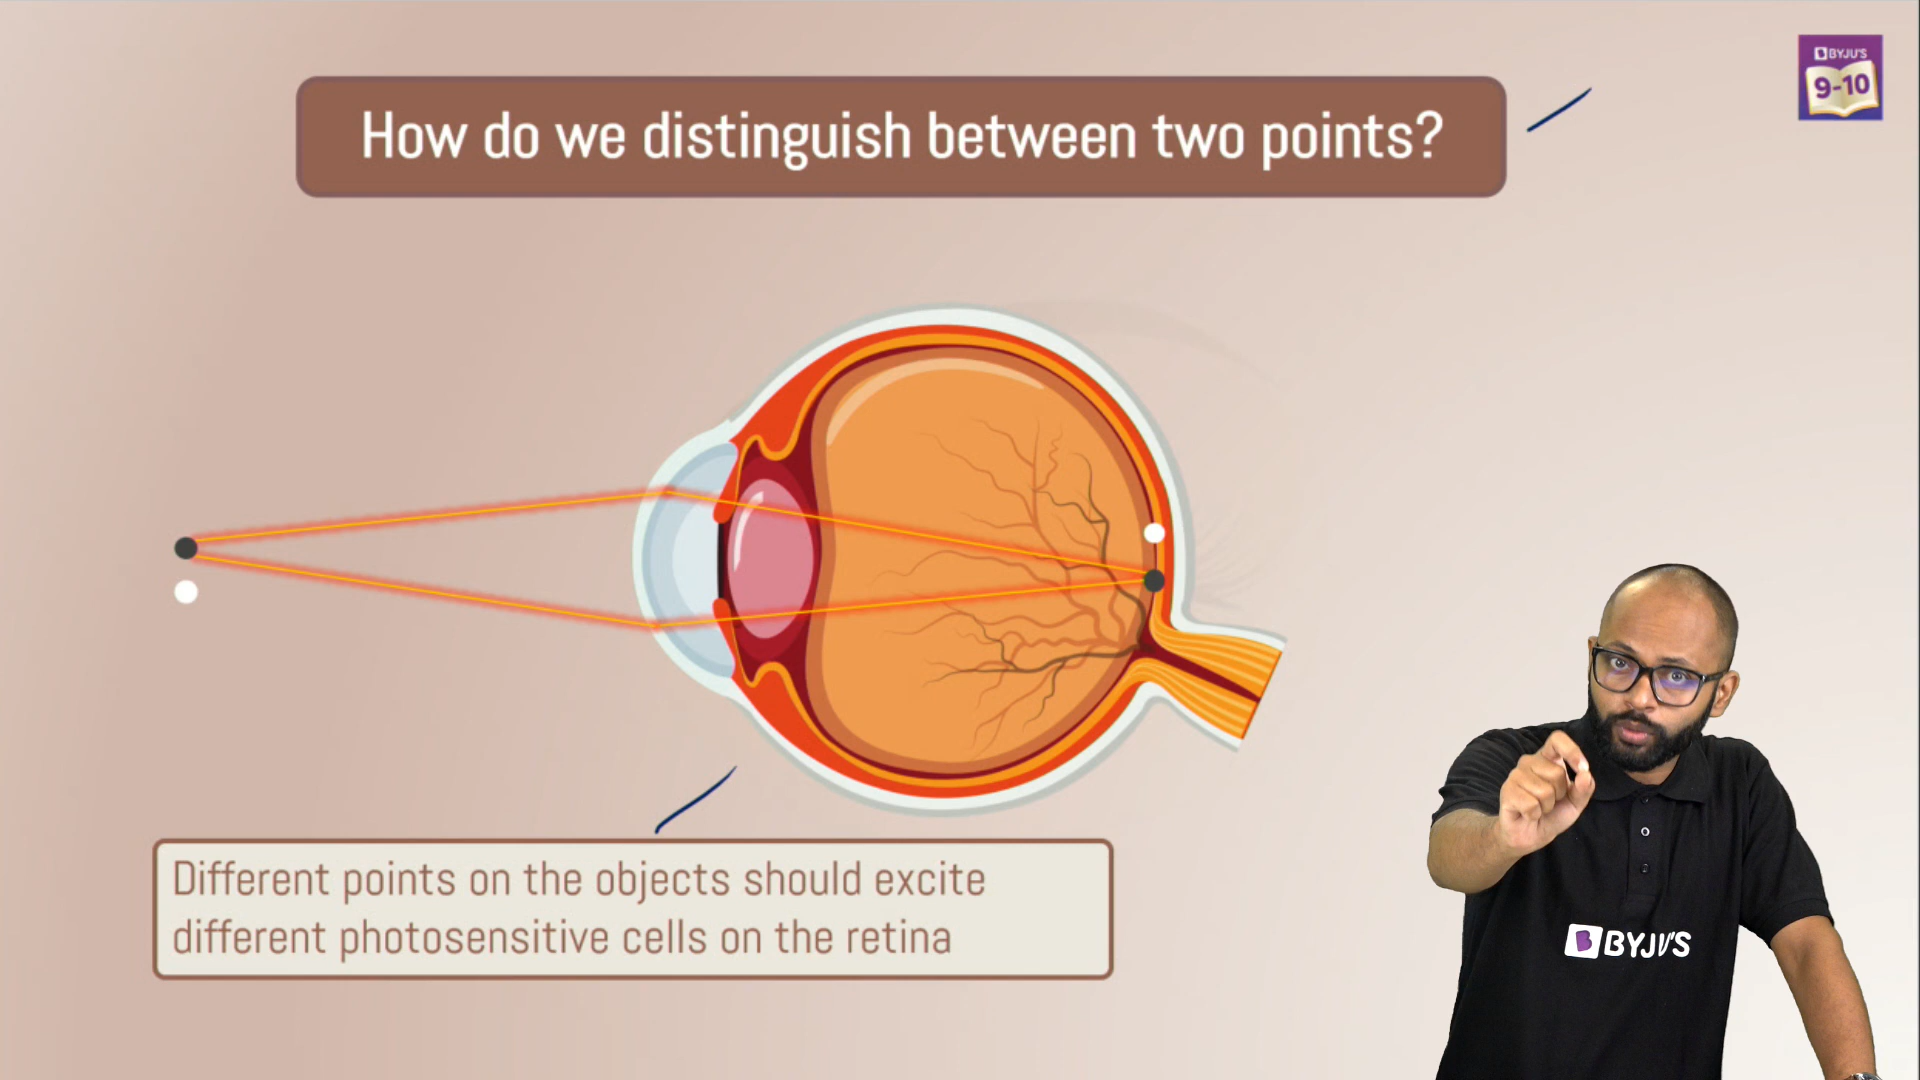 BYJU'S
9-10
How do we distinguish between two points?
Different points on the objects should excite
different photosensitive cells on the retina
BYJU'S